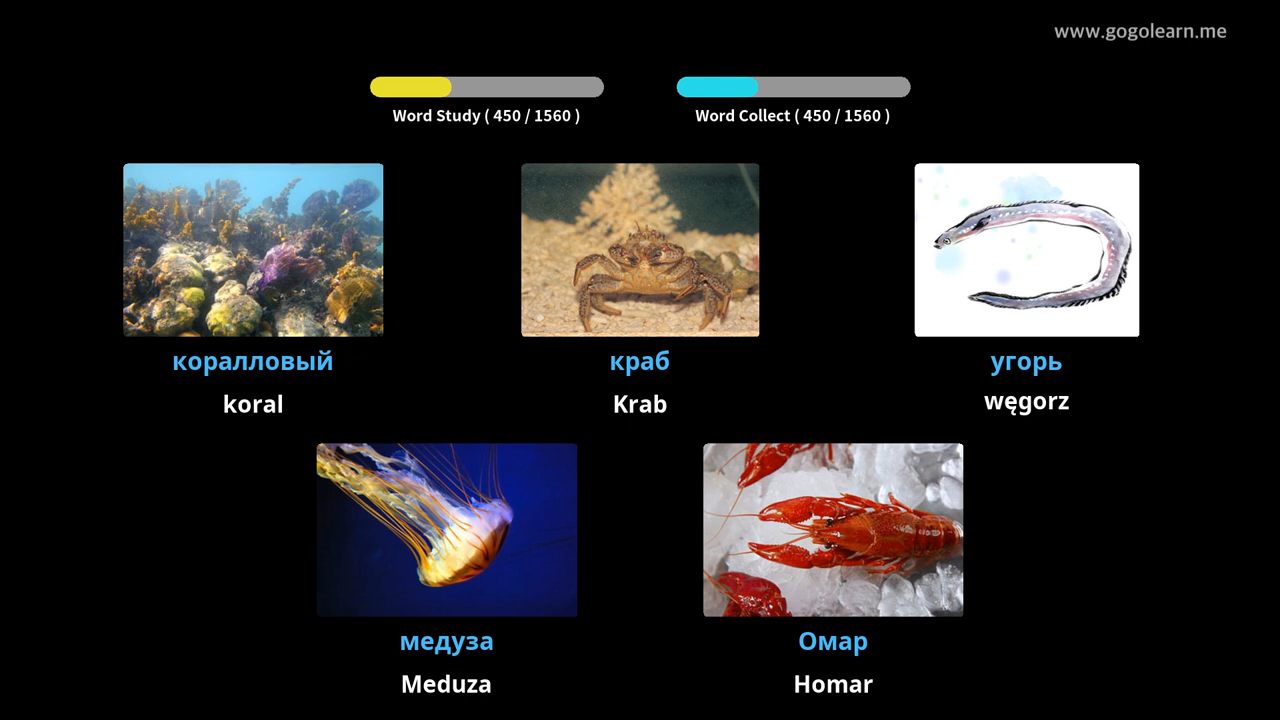 www.gogolearn.me
Word Study ( 450 / 1560 )
Word Collect ( 450 / 1560 )
коралловый
краб
угорь
koral
Krab
węgorz
медуза
Омар
Meduza
Homar